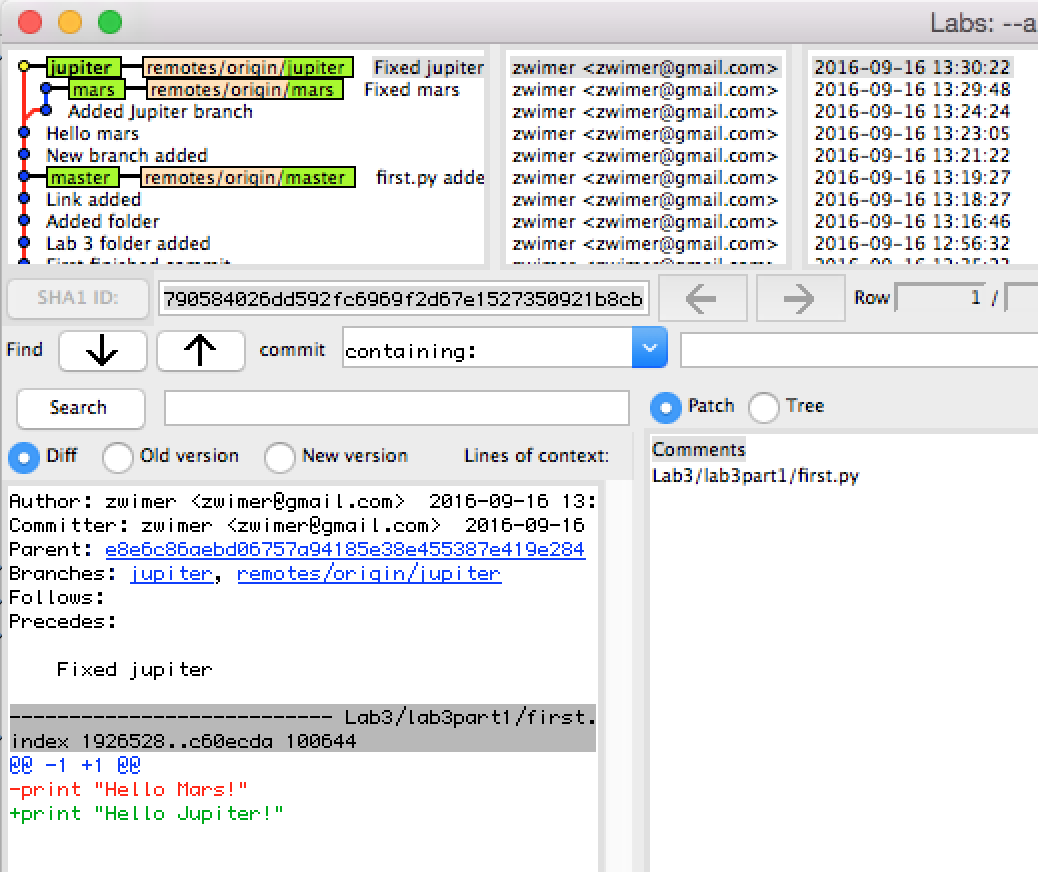 Labs: --a
jupiter remotes/origin/jupiter Fixed jupiter zwimer <zwimer@gmail.com> 2016-09-16 13:30:22
mars remotes/origin/mars Fixed mars zwimer <zwimer@gmail.com> 2016-09-16 13:29:48
Added Jupiter branch zwimer <zwimer@gmail.com> 2016-09-16 13:24:24
Hello mars zwimer <zwimer@gmail.com> 2016-09-16 13:23:05
New branch added zwimer <zwimer@gmail.com> 2016-09-16 13:21:22
master remotes/origin/master first.py adde zwimer <zwimer@gmail.com> 2016-09-16 13:19:27
Link added zwimer <zwimer@gmail.com> 2016-09-16 13:18:27
Added folder zwimer <zwimer@gmail.com> 2016-09-16 13:16:46
Lab 3 folder added zwimer <zwimer@gmail.com> 2016-09-16 12:56:32
SHA1 ID: 790584026dd592fc6969f2d67e1527350921b8cb Row 1 /
Find commit containing:
Search Patch Tree
Diff Old version New version Lines of context:
Comments
Lab3/lab3part1/first.py
Author: zwimer <zwimer@gmail.com> 2016-09-16 13:
Committer: zwimer <zwimer@gmail.com> 2016-09-16
Parent: e8e6c86aebd06757a94185e38e455387e419e284
Branches: jupiter, remotes/origin/jupiter
Follows:
Precedes:
Fixed jupiter
--------------------------- Lab3/lab3part1/first.
index 1926528..c60ecda 100644
@@ -1 +1 @@
-print "Hello Mars!"
+print "Hello Jupiter!"